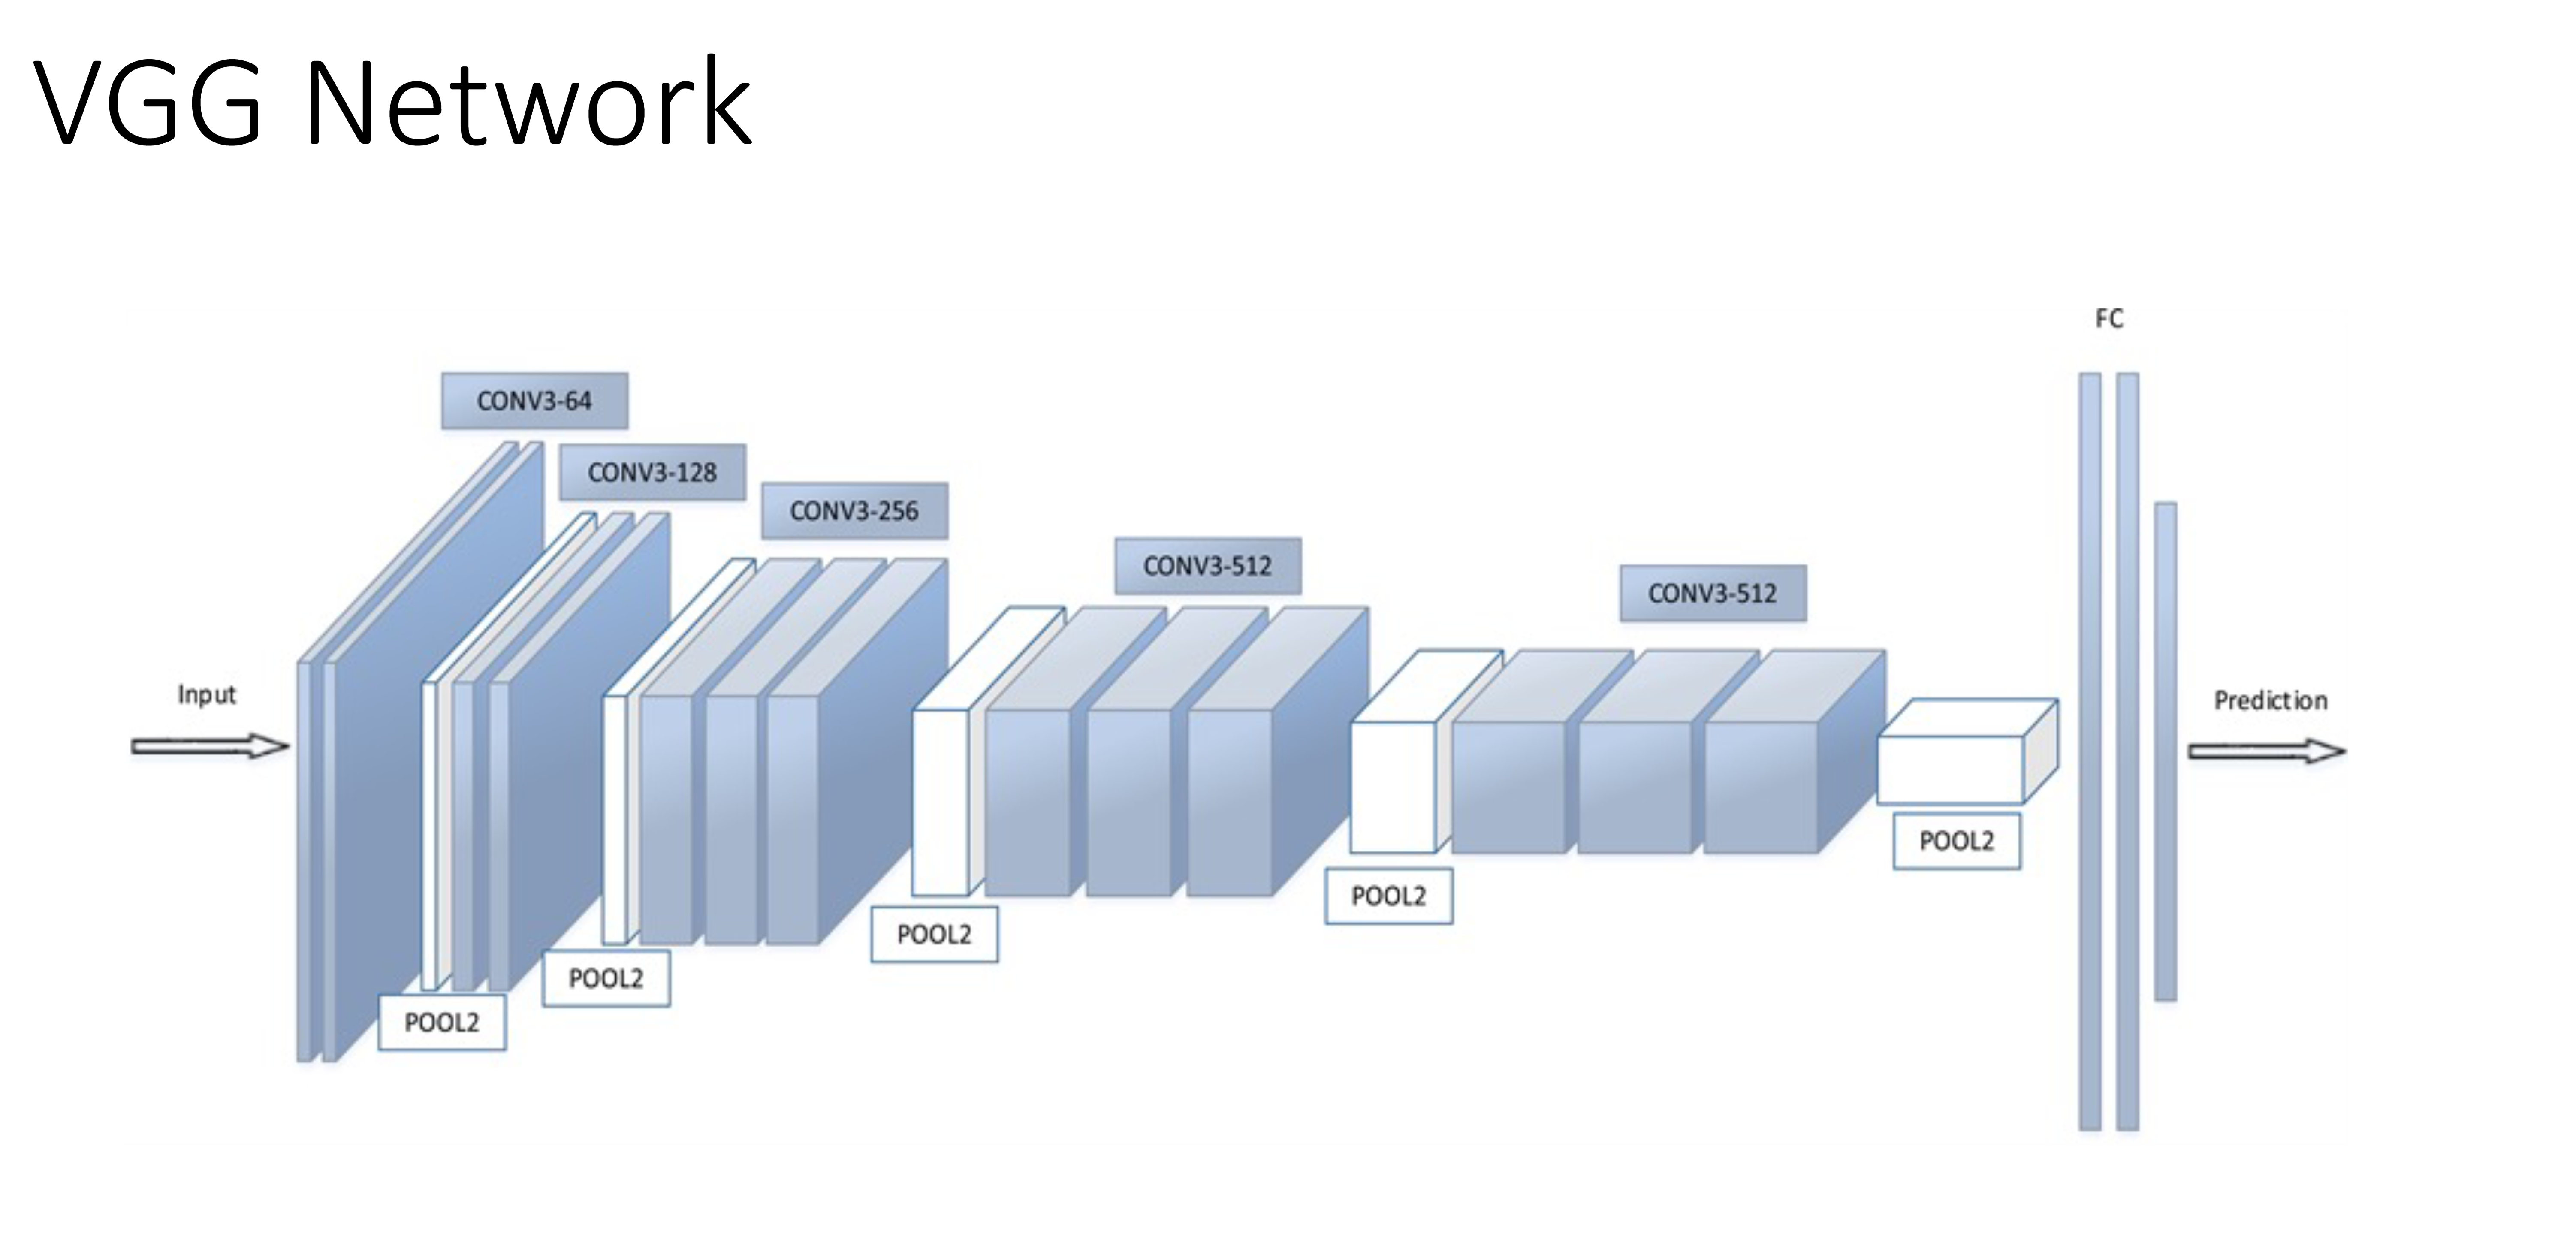 VGG Network
FC
CONV3-64
CONV3-128
CONV3-256
CONV3-512
CONV3-512
Input
Prediction
POOL2
POOL2
POOL2
POOL2
POOL2